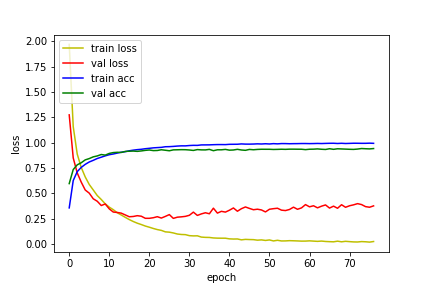 2.00
1.75
1.50
1.25
1.00
0.75
0.50
0.25
0.00
loss
train loss
val loss
train acc
val acc
0 10 20 30 40 50 60 70
epoch